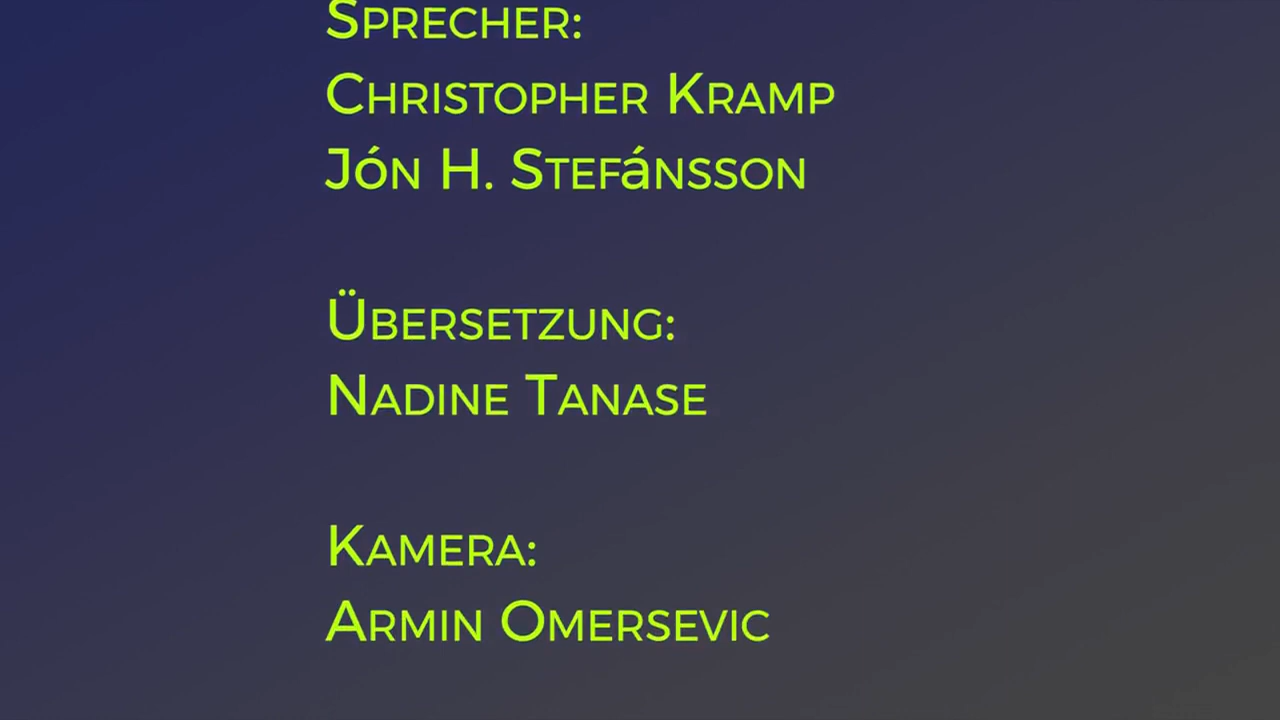 Sprecher:
Christopher Kramp
Jón H. Stefánsson
Übersetzung:
Nadine Tanase
Kamera:
Armin Omersevic